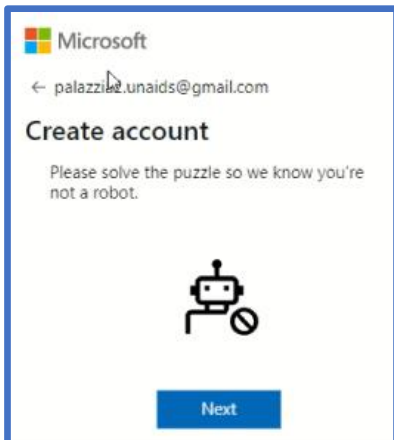 Microsoft
Create account
Please solve the puzzle so we know you're
not a robot.
Next